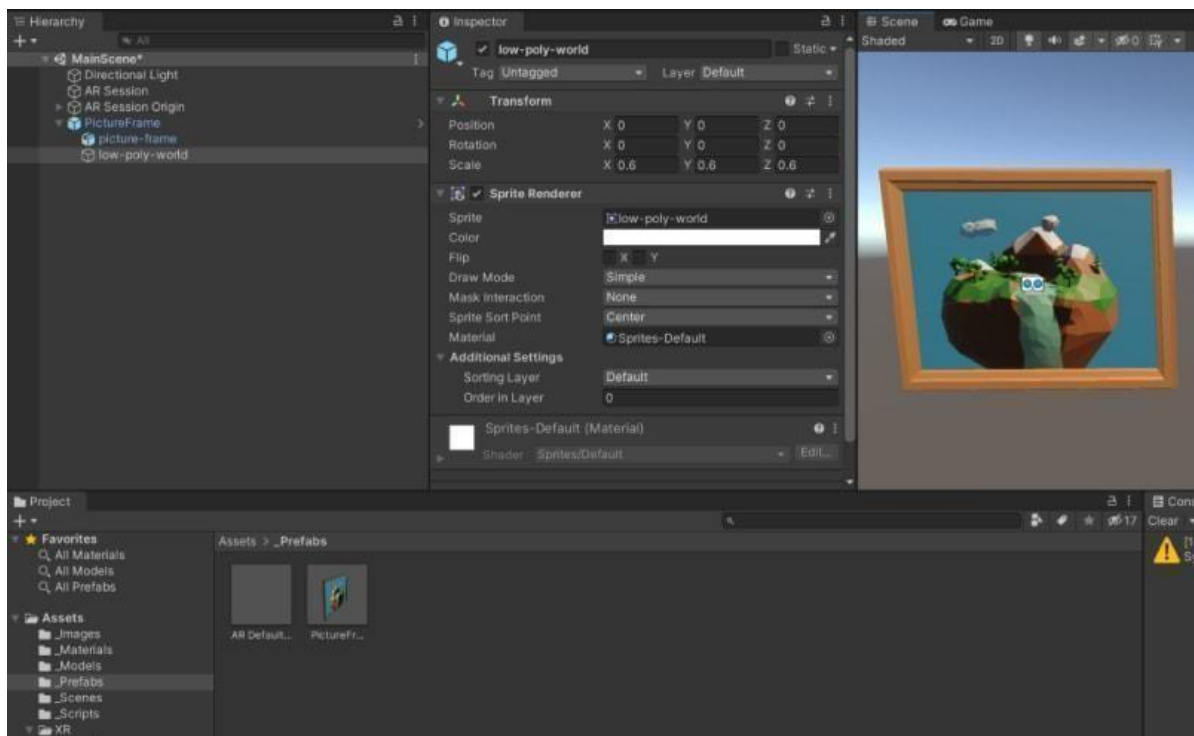 Hierarchy
All
MainScene*
Directional Light
AR Session
AR Session Origin
PictureFrame
picture-frame
low-poly-world
Inspector
low-poly-world
Static
Tag Untagged Layer Default
Transform
Position X 0 Y 0 Z 0
Rotation X 0 Y 0 Z 0
Scale X 0.6 Y 0.6 Z 0.6
Sprite Renderer
Sprite low-poly-world
Color
Flip X Y
Draw Mode Simple
Mask Interaction None
Sprite Sort Point Center
Material Sprites-Default
Additional Settings
Sorting Layer Default
Order in Layer 0
Sprites-Default (Material)
Shader Sprites/Default Edit...
Scene Game
Shaded 2D 0
Project
17
Favorites
All Materials
All Models
All Prefabs
Assets
_Images
_Materials
_Models
_Prefabs
_Scenes
_Scripts
XR
Assets > _Prefabs
AR Default... PictureFr...
Cons
Clear